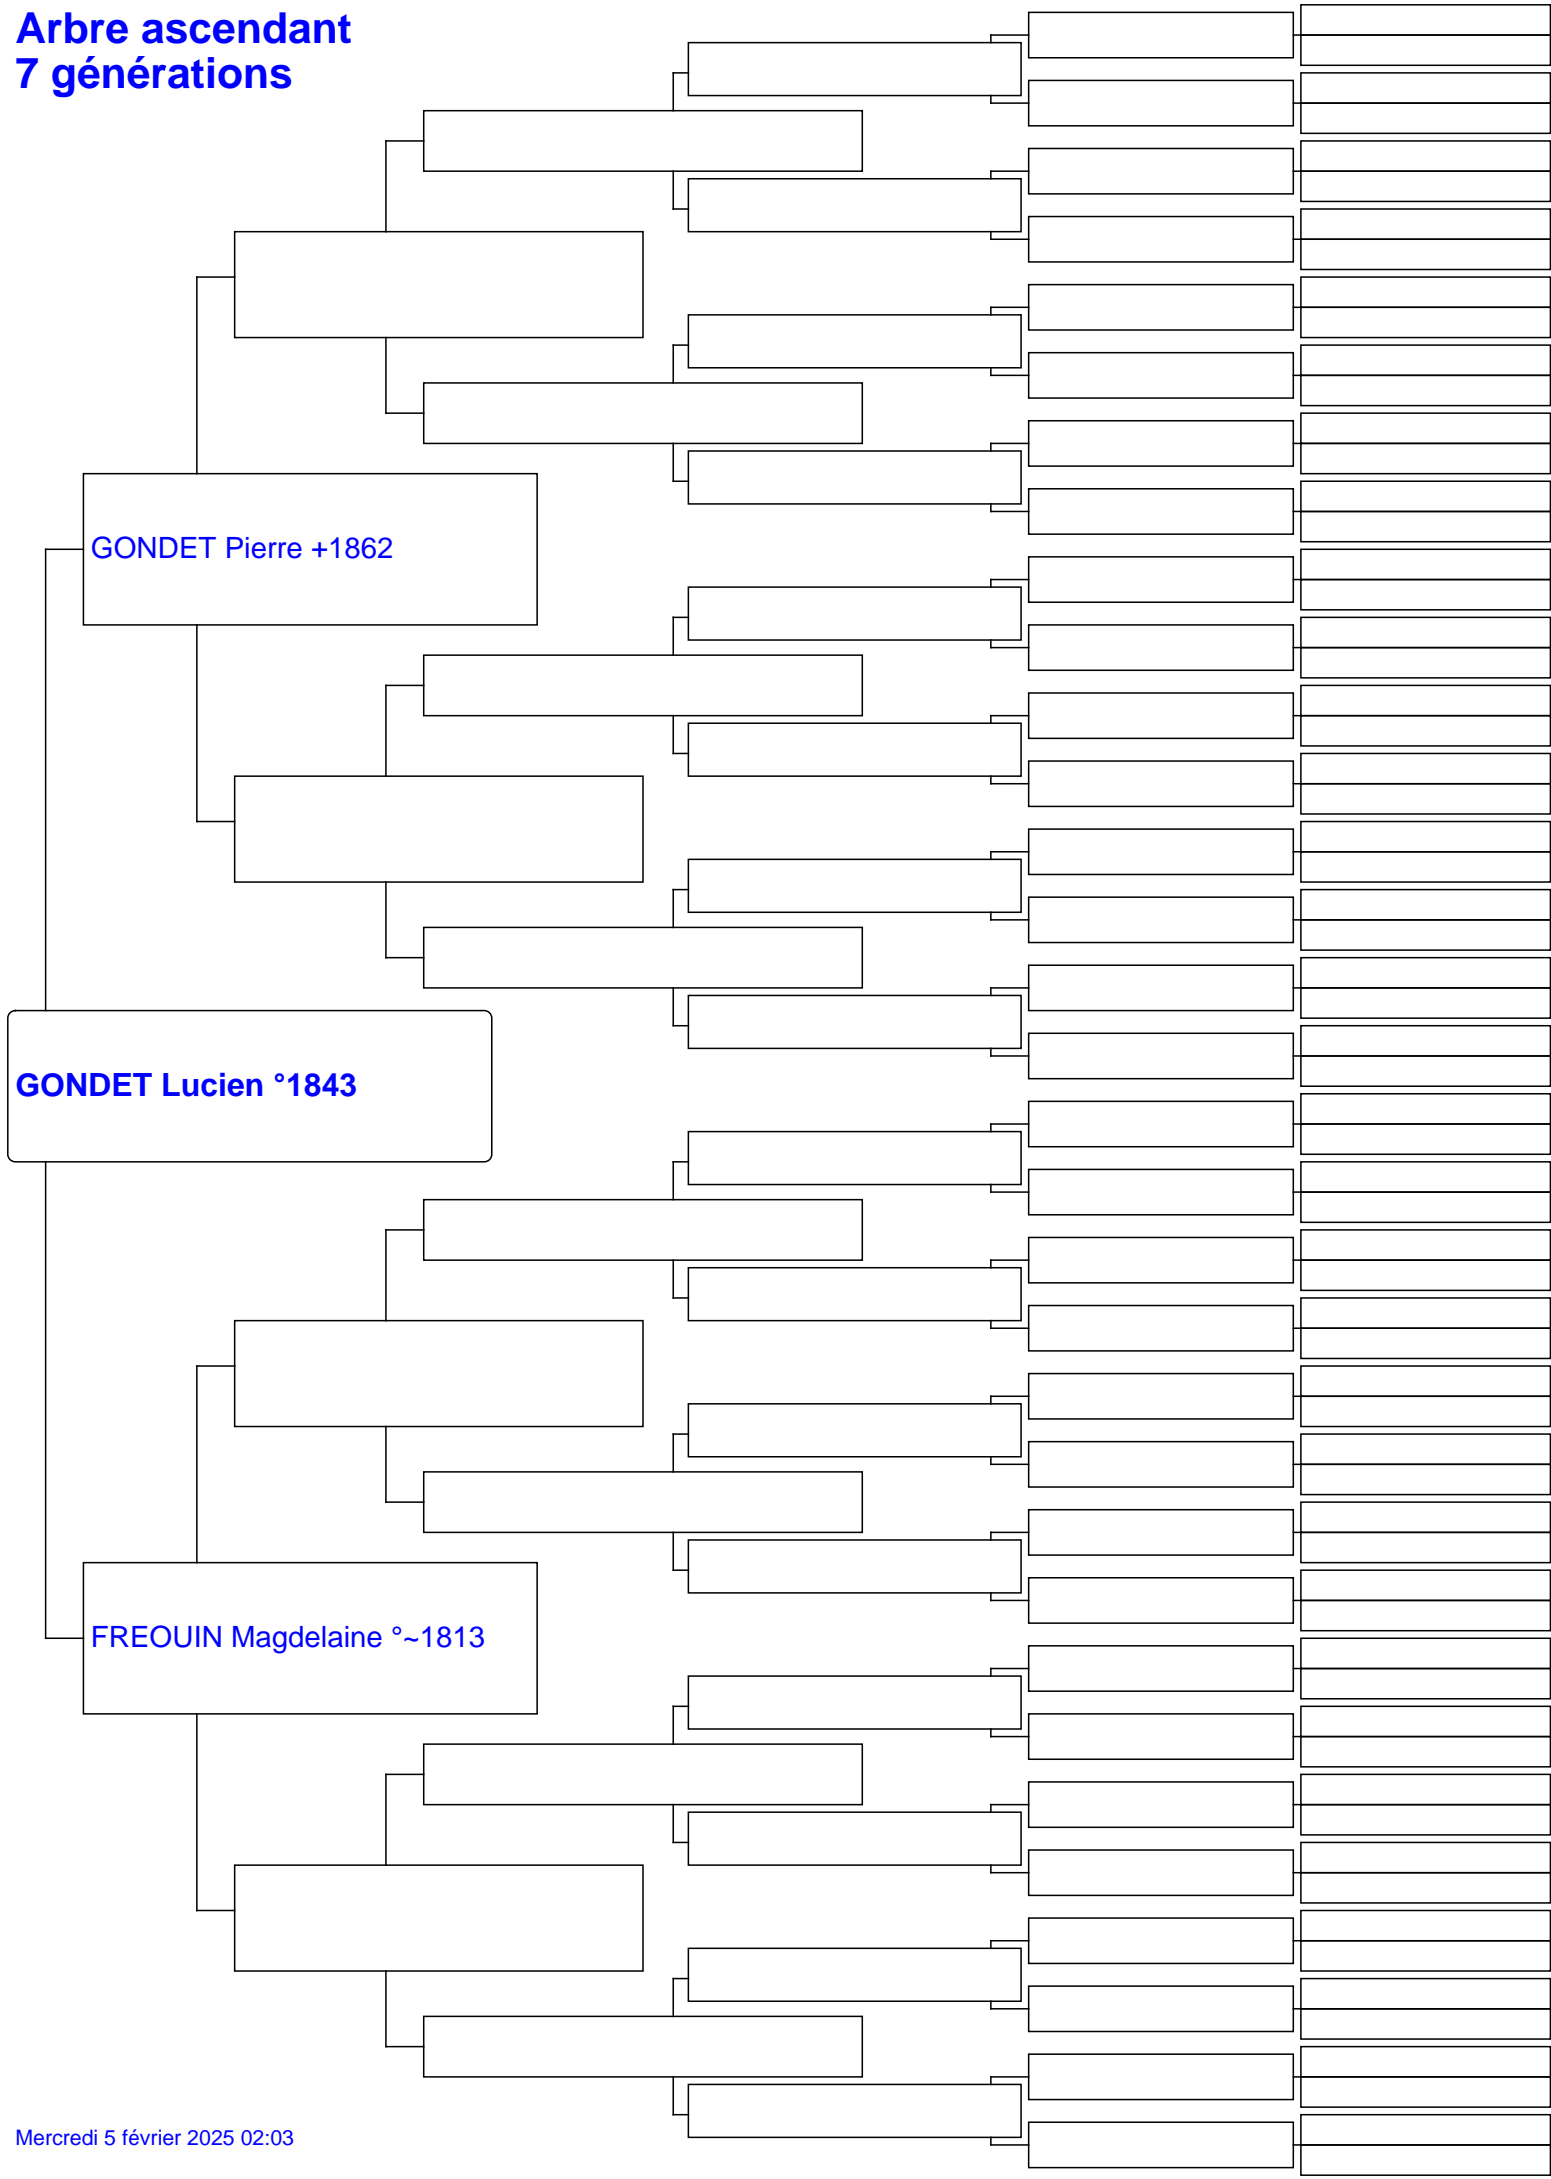 Arbre ascendant
7 générations
GONDET Pierre +1862
GONDET Lucien °1843
FREOUIN Magdelaine °~1813
Mercredi 5 février 2025 02:03